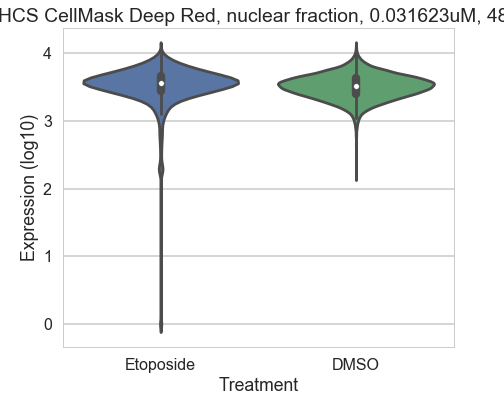 HCS CellMask Deep Red, nuclear fraction, 0.031623uM, 48
4
3
2
1
0
Expression (log10)
Etoposide
DMSO
Treatment